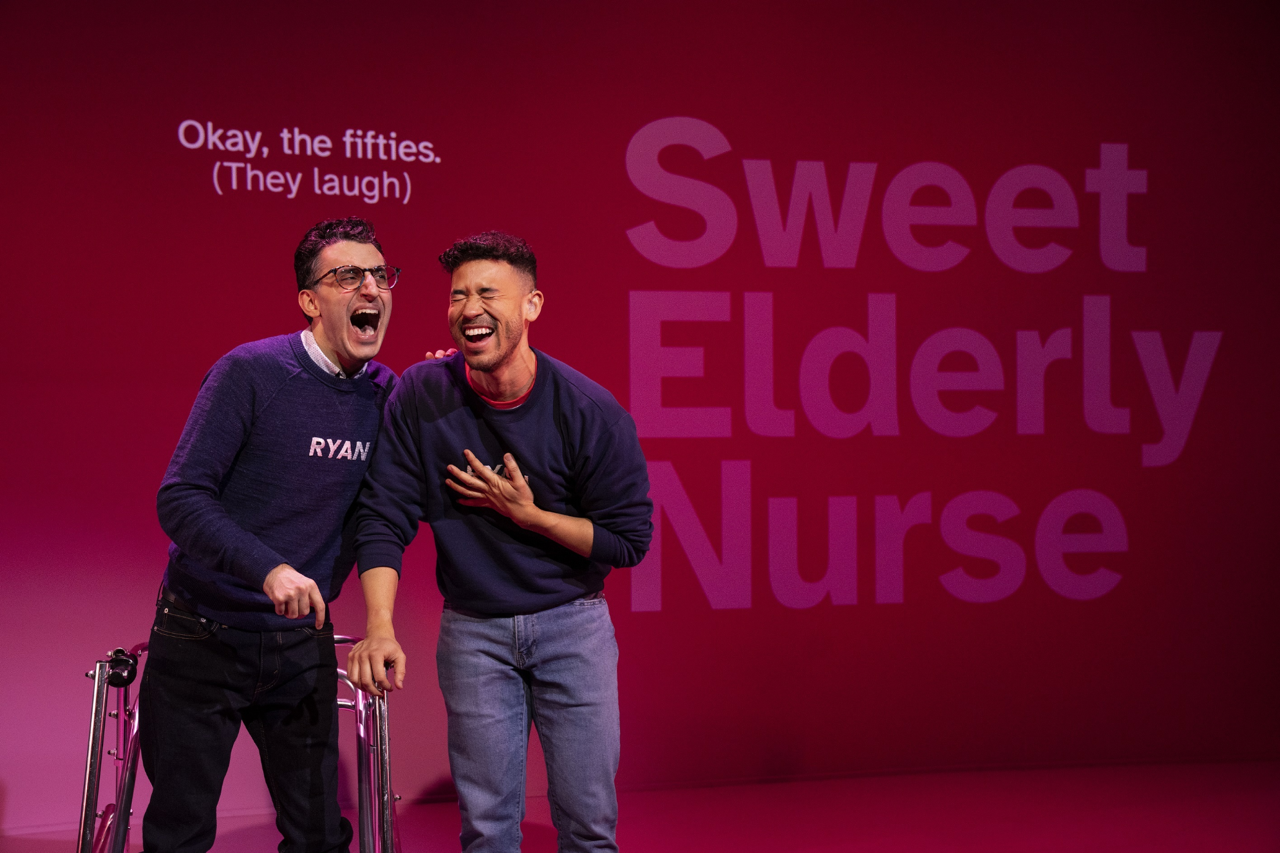 Okay, the fifties.
(They laugh)
Sweet
Elderly
Nurse
RYAN